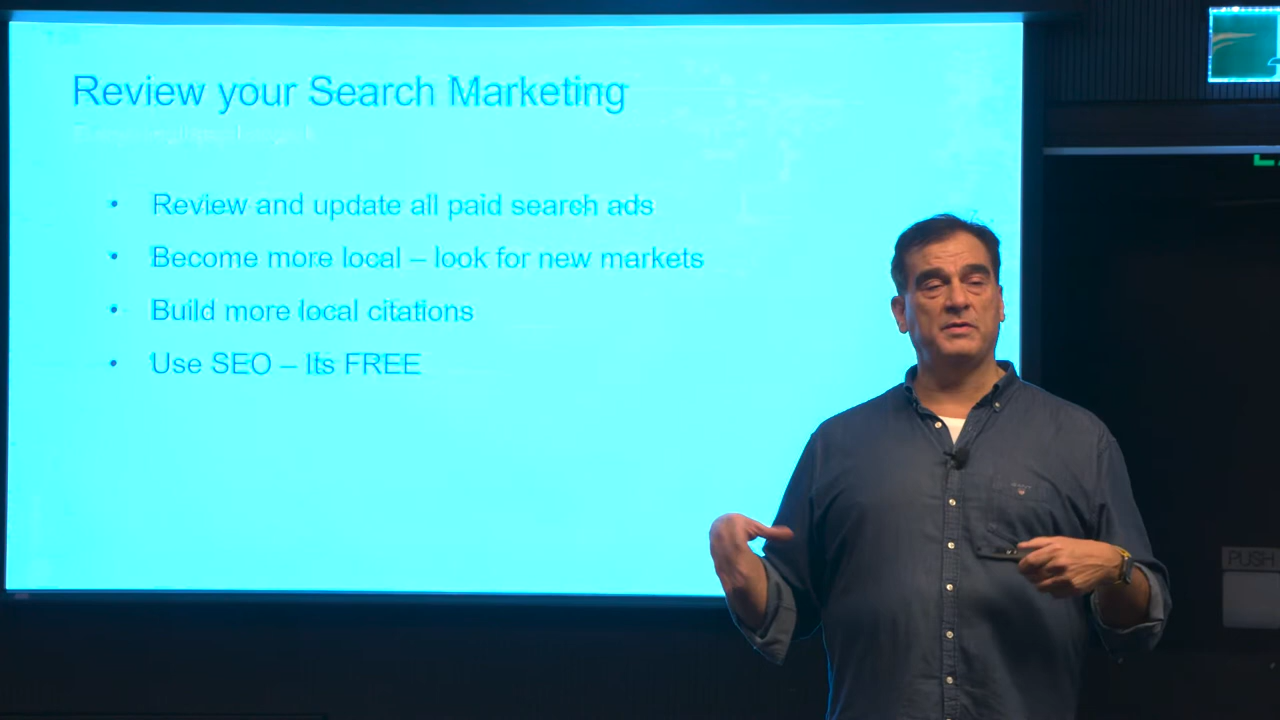 Review your Search Marketing
• Review and update all paid search ads
• Become more local – look for new markets
• Build more local citations
• Use SEO – Its FREE
PUSH